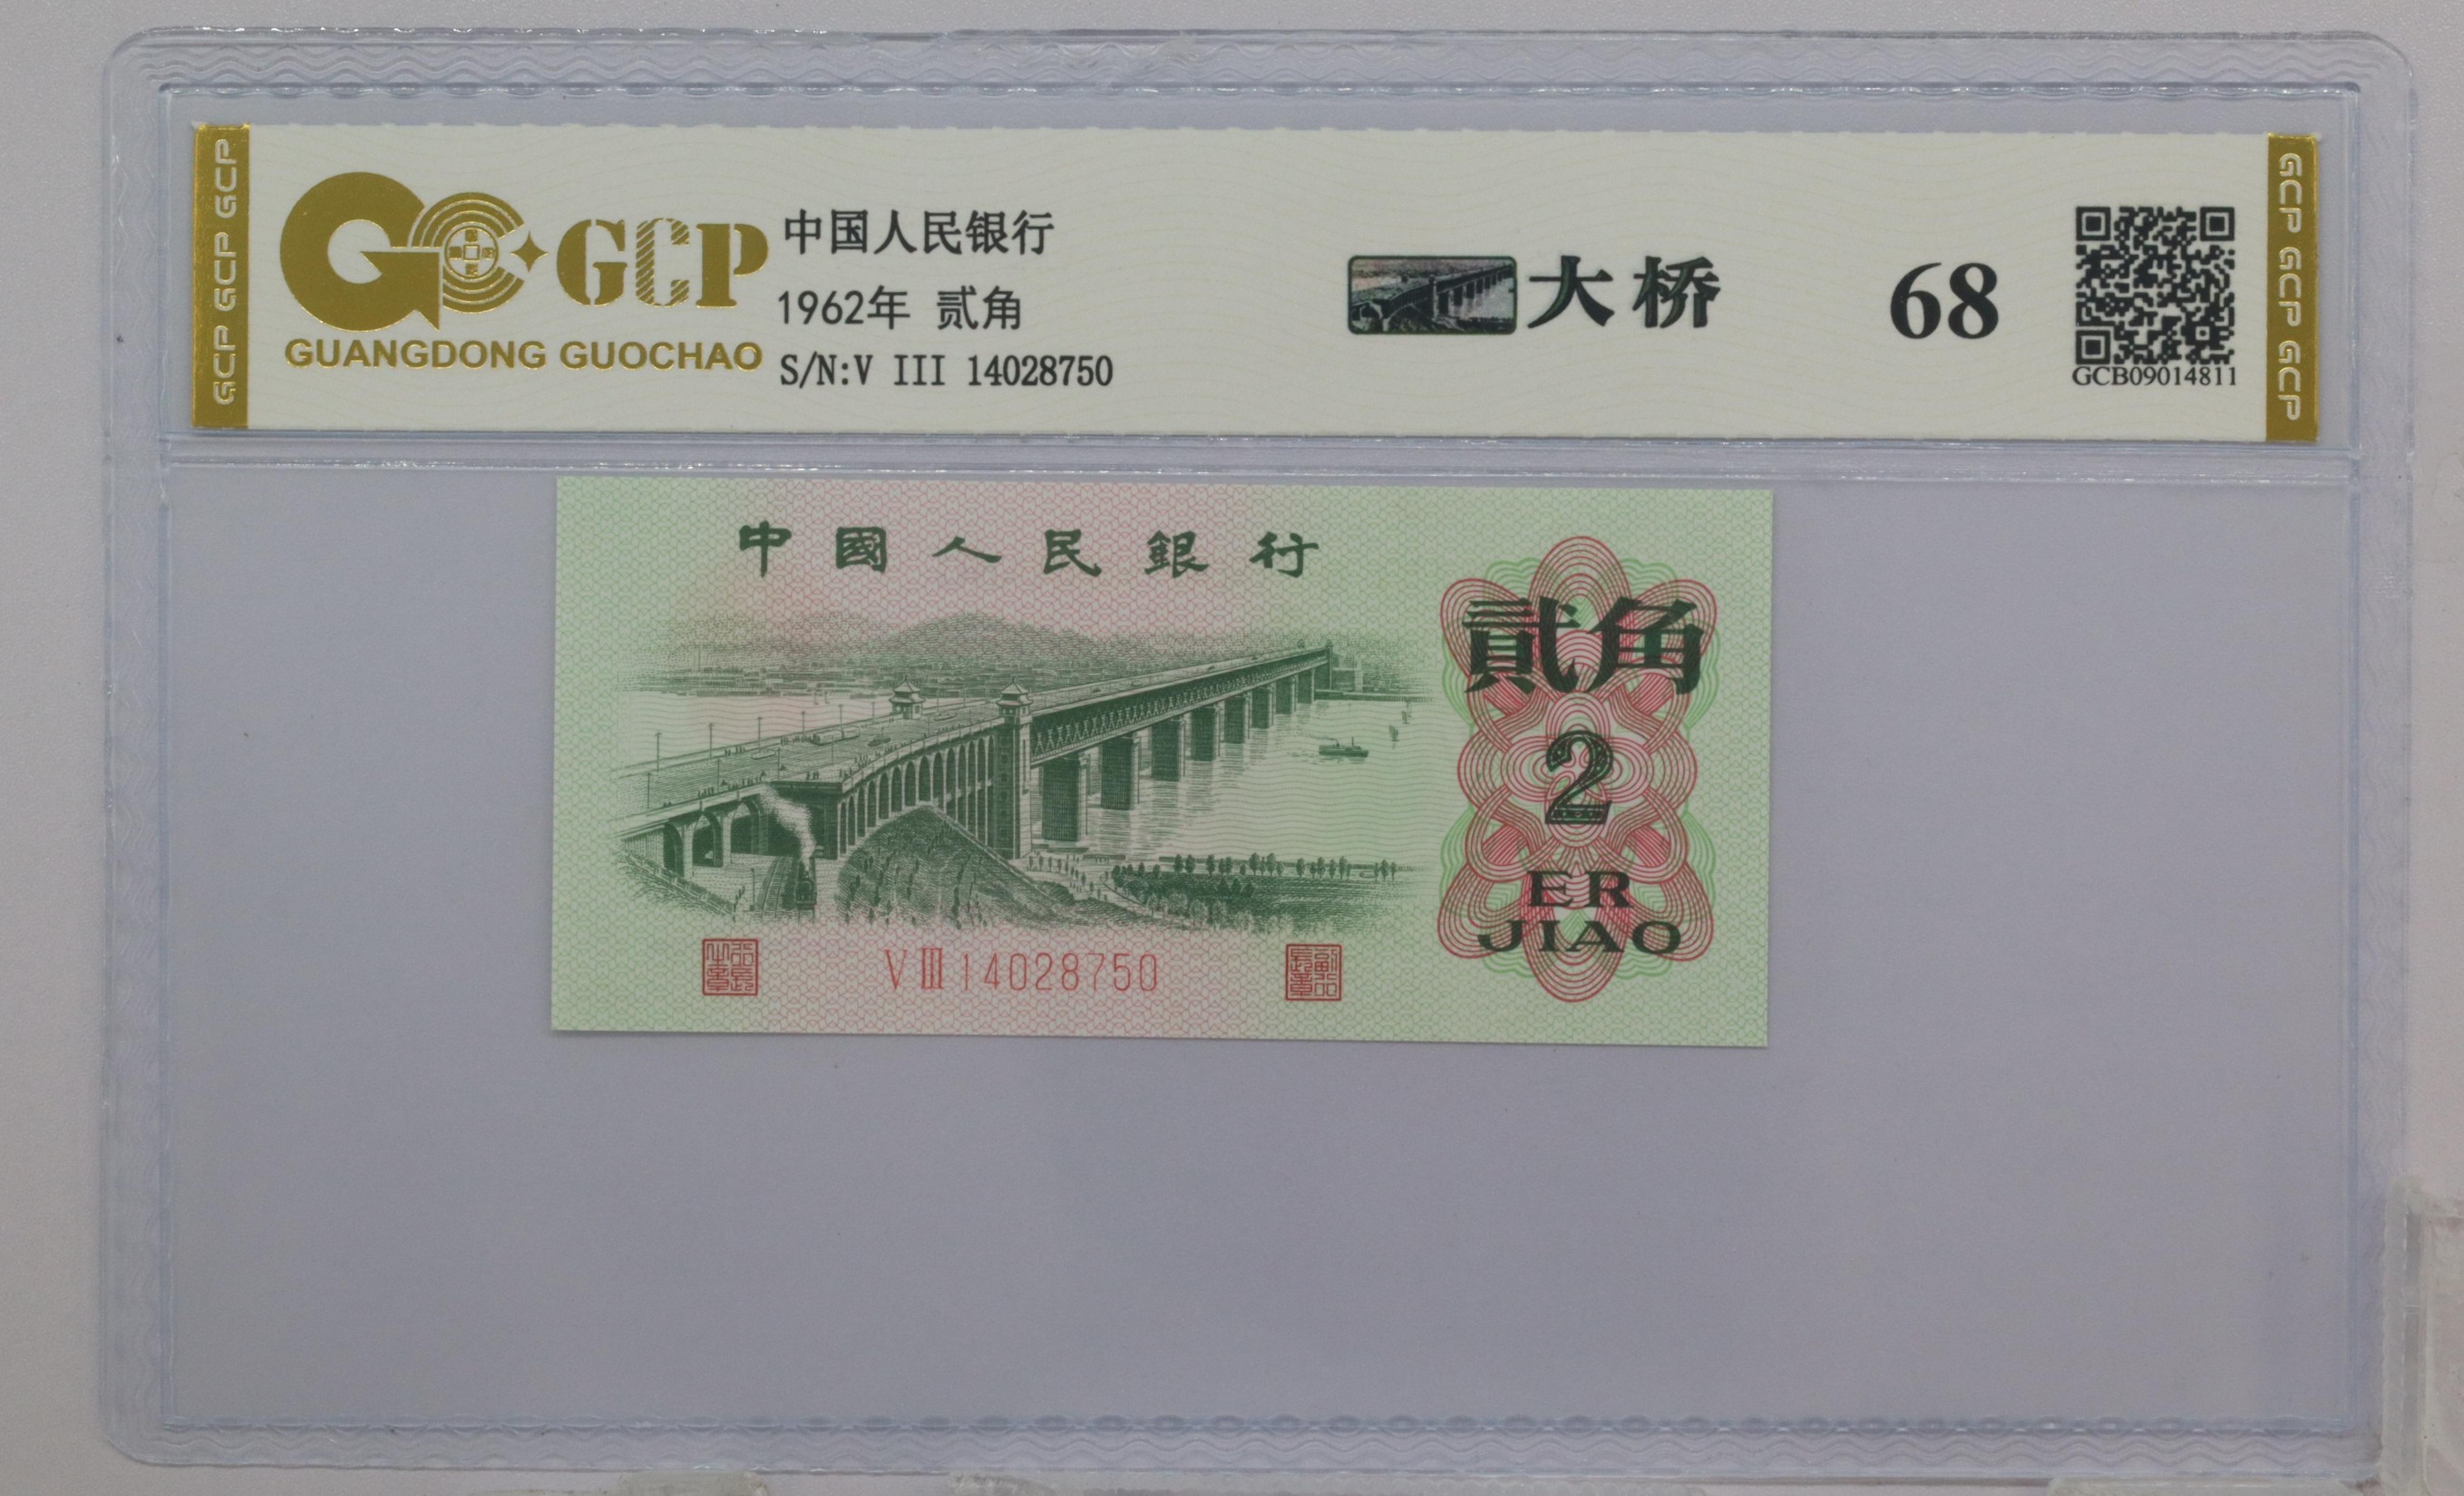 GCP GCP GCP
GCP
GUANGDONG GUOCHAO
中国人民银行
1962年 贰角
S/N:V III 14028750
大桥
68
GCB09014811
GCP GCP GCP
中國人民銀行
貳角
2
ER
JIAO
V III 14028750